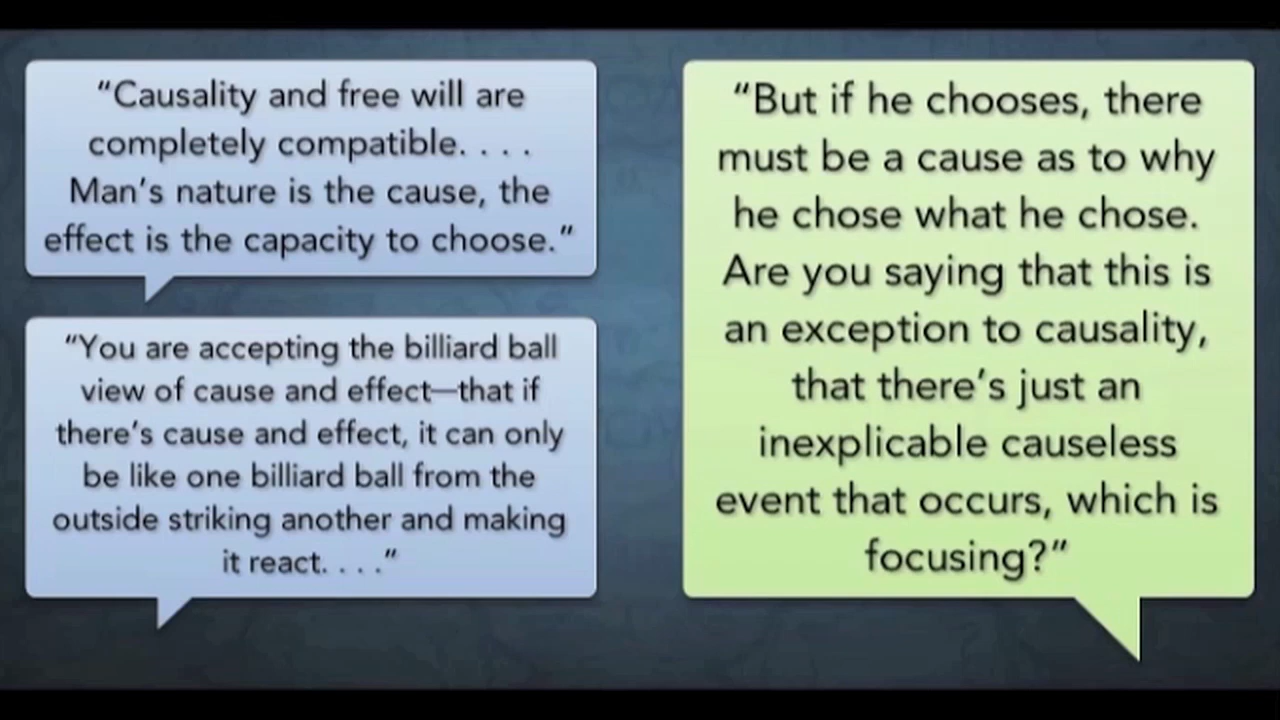 “Causality and free will are
completely compatible. . . .
Man’s nature is the cause, the
effect is the capacity to choose.”
“You are accepting the billiard ball
view of cause and effect—that if
there’s cause and effect, it can only
be like one billiard ball from the
outside striking another and making
it react. . . .”
“But if he chooses, there
must be a cause as to why
he chose what he chose.
Are you saying that this is
an exception to causality,
that there’s just an
inexplicable causeless
event that occurs, which is
focusing?”